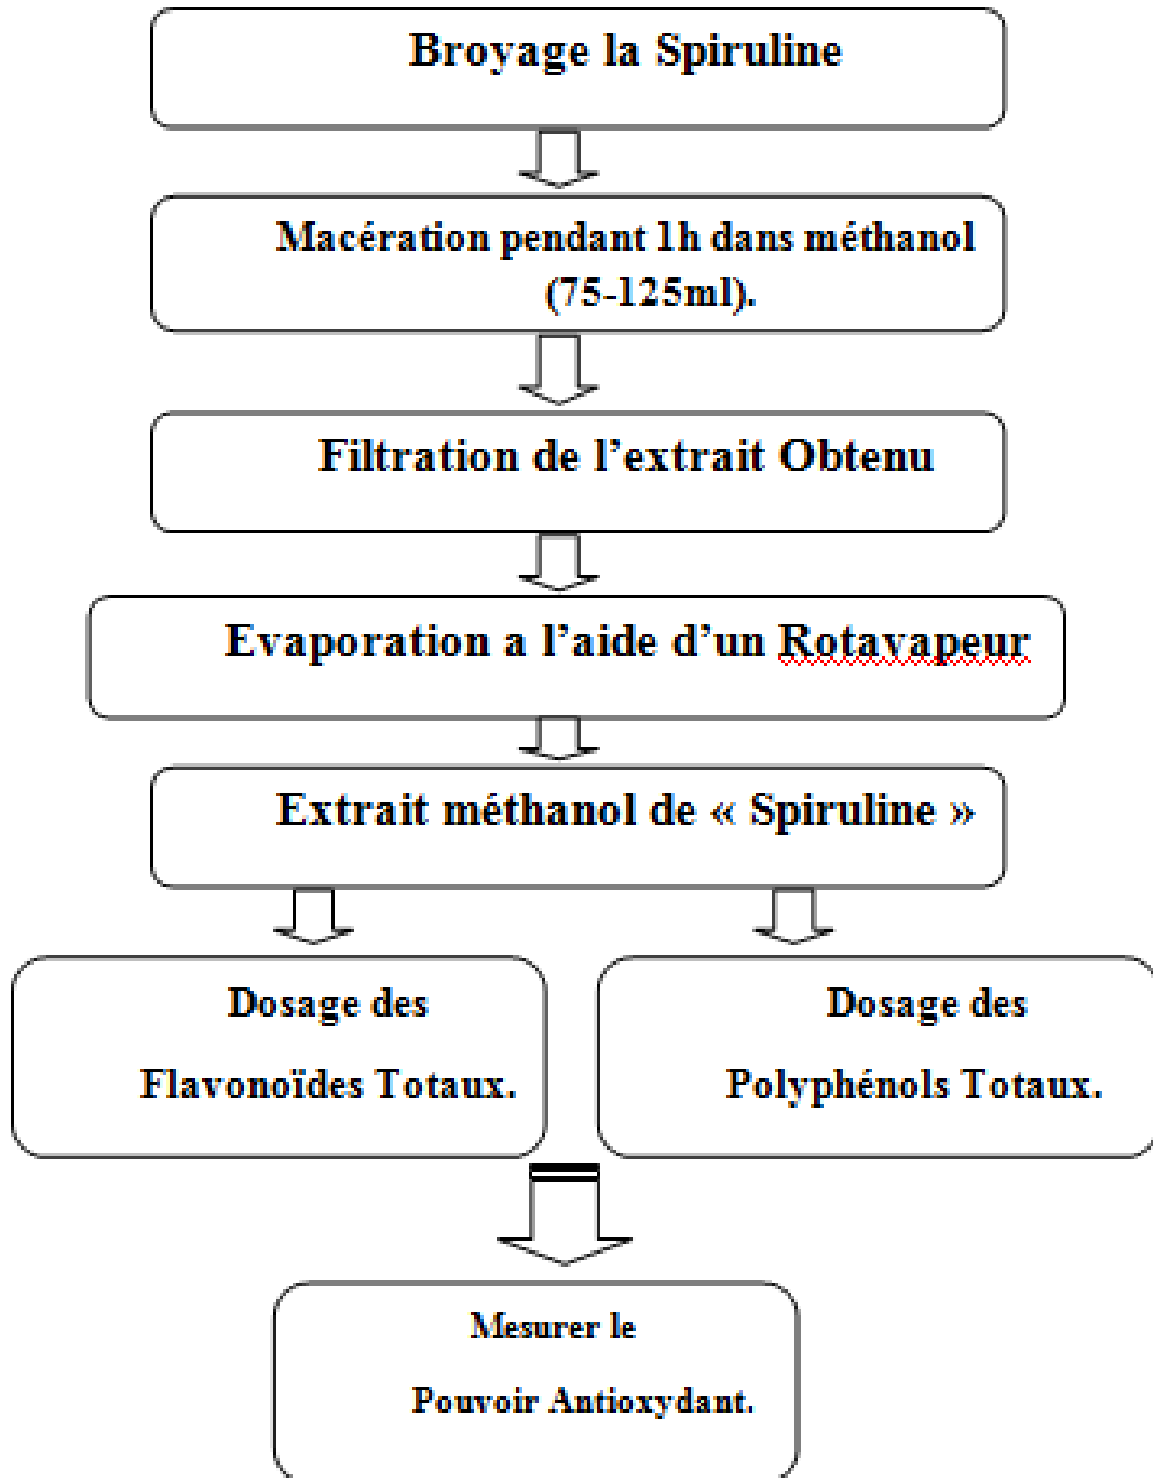 Broyage la Spiruline
Macération pendant 1h dans méthanol
(75-125ml).
Filtration de l’extrait Obtenu
Evaporation a l’aide d’un Rotavapeur
Extrait méthanol de « Spiruline »
Dosage des
Flavonoïdes Totaux.
Dosage des
Polyphénols Totaux.
Mesurer le
Pouvoir Antioxydant.